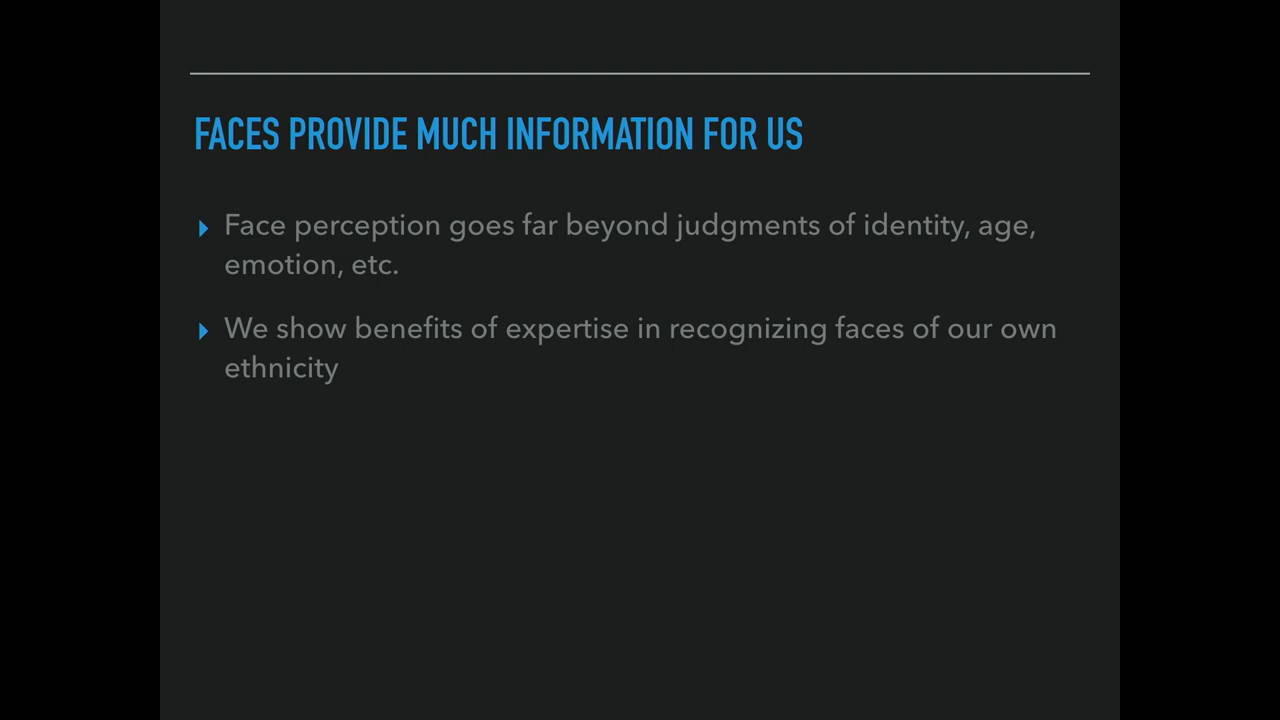 FACES PROVIDE MUCH INFORMATION FOR US
Face perception goes far beyond judgments of identity, age,
emotion, etc.
We show benefits of expertise in recognizing faces of our own
ethnicity